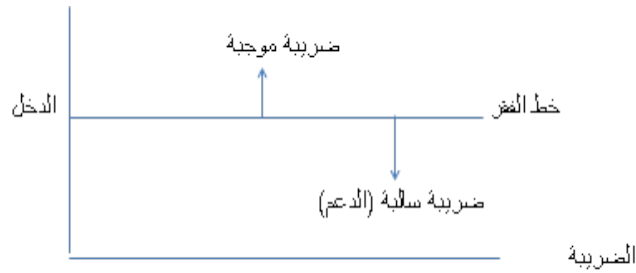 ضريبة موجبة
خط الفقر
الدخل
ضريبة سالبة (الدعم)
الضريبة